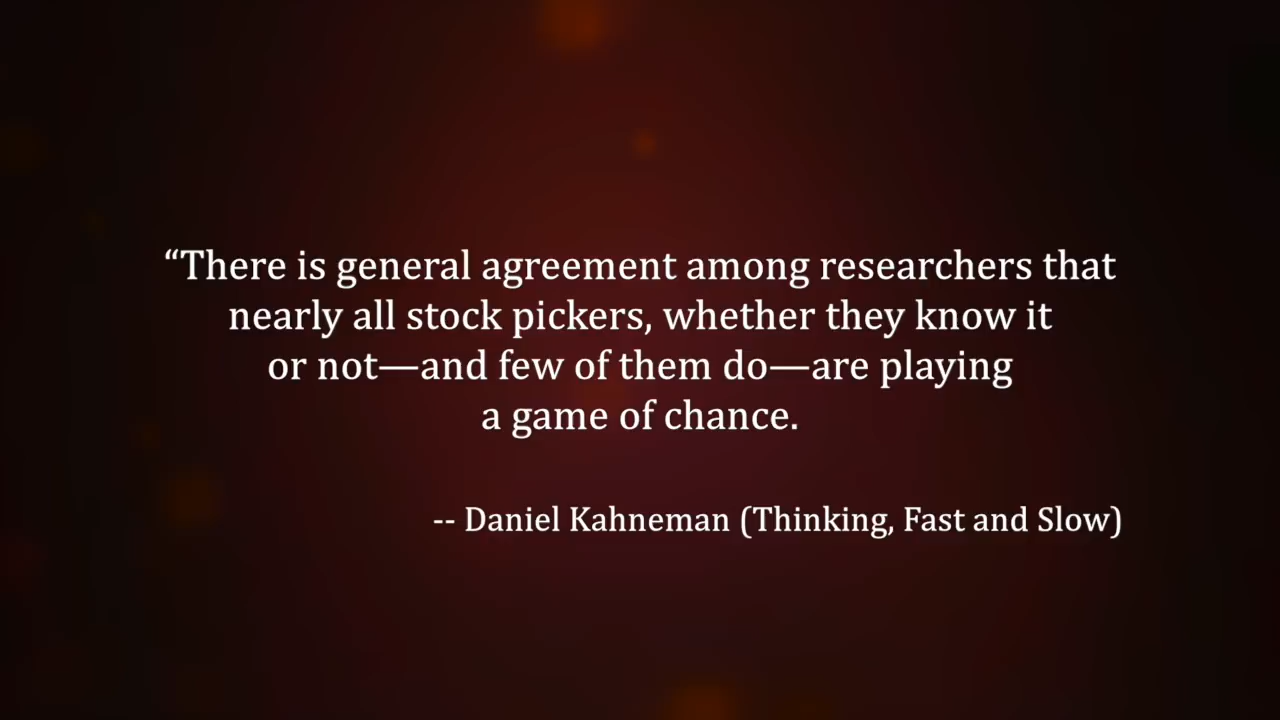 “There is general agreement among researchers that
nearly all stock pickers, whether they know it
or not—and few of them do—are playing
a game of chance.
-- Daniel Kahneman (Thinking, Fast and Slow)